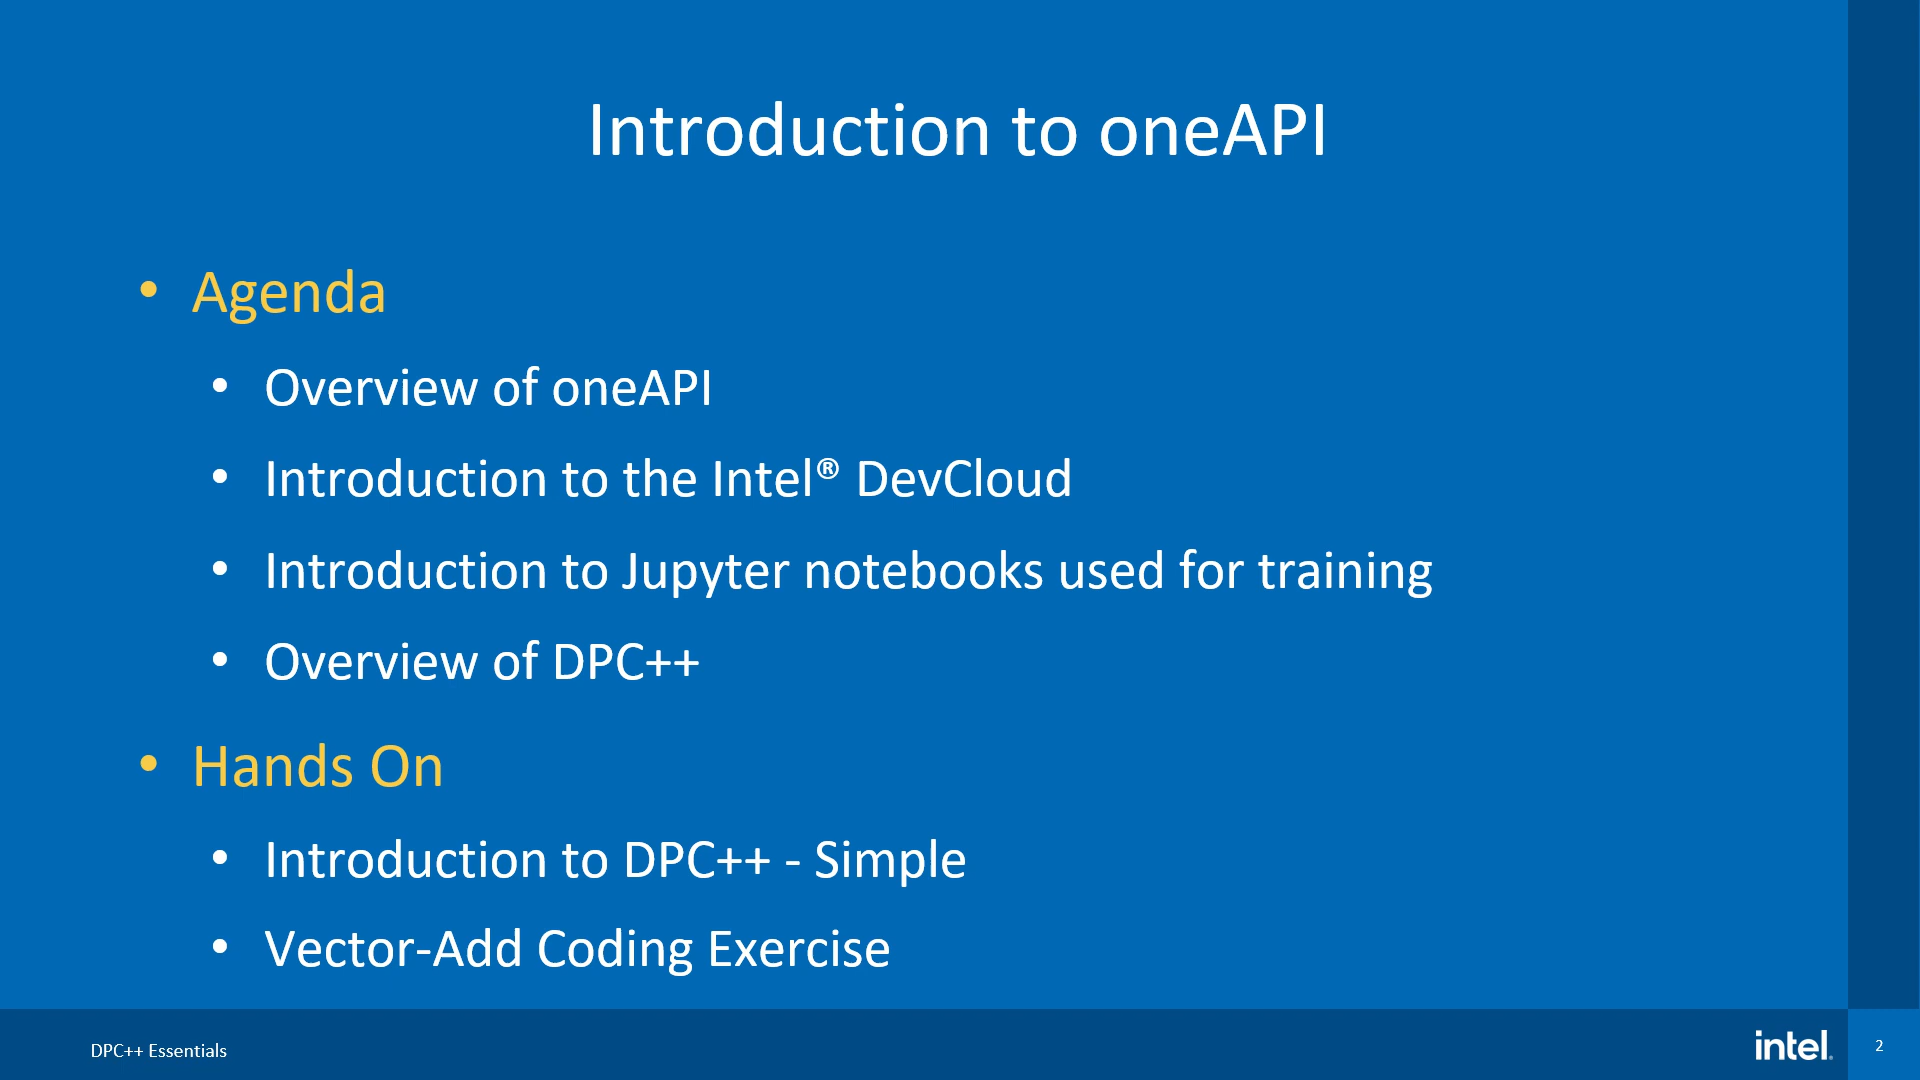 Introduction to oneAPI
• Agenda
• Overview of oneAPI
• Introduction to the Intel® DevCloud
• Introduction to Jupyter notebooks used for training
• Overview of DPC++
• Hands On
• Introduction to DPC++ - Simple
• Vector-Add Coding Exercise
DPC++ Essentials
intel.
2